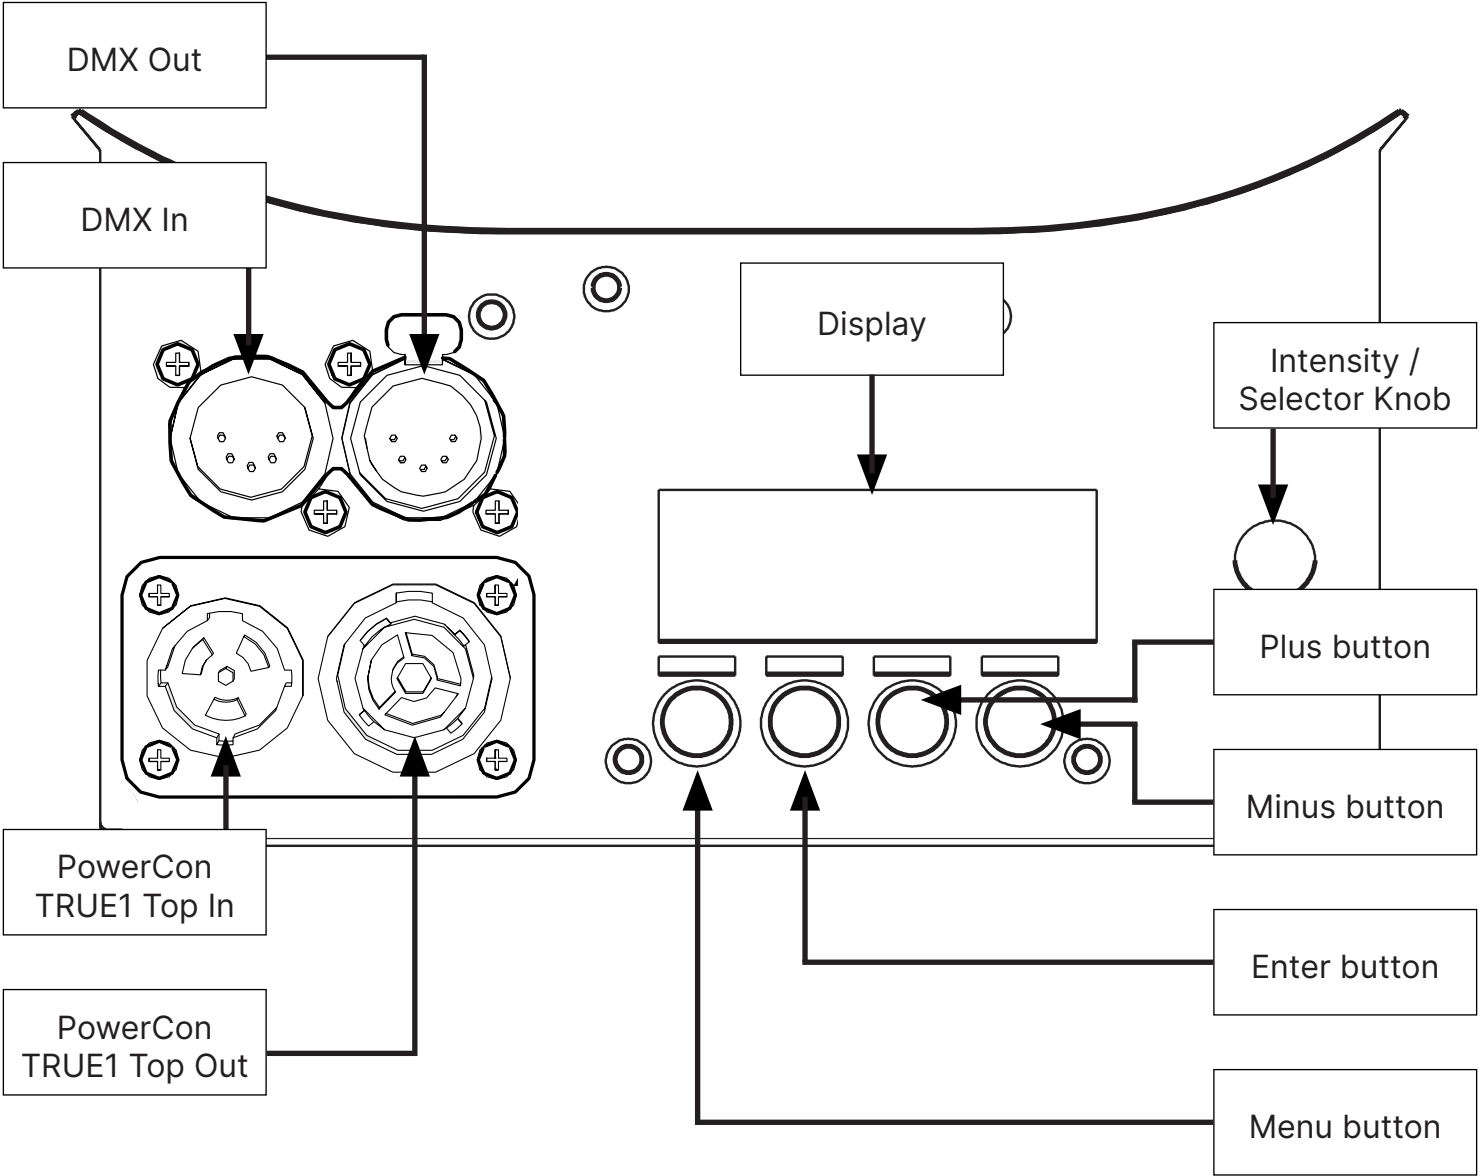 DMX Out
DMX In
Display
Intensity /
Selector Knob
Plus button
Minus button
PowerCon
TRUE1 Top In
Enter button
PowerCon
TRUE1 Top Out
Menu button